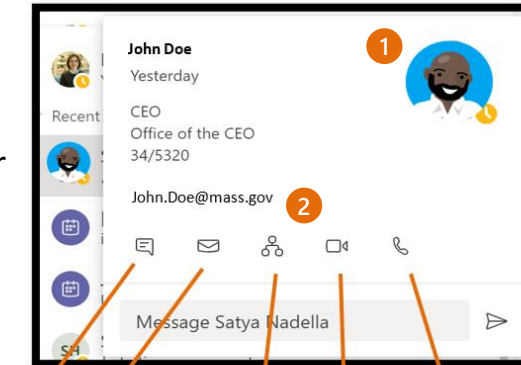 John Doe
1
Yesterday
Recent
CEO
Office of the CEO
34/5320
John.Doe@mass.gov
2
Message Satya Nadella
SH